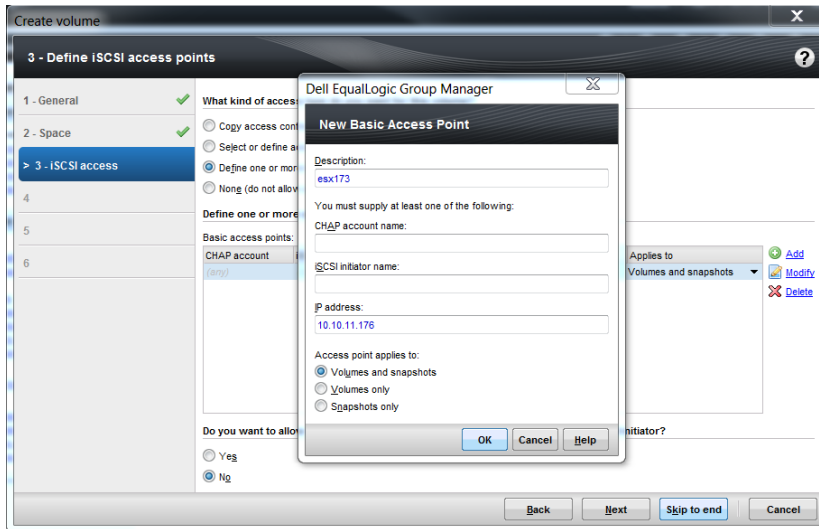 Create volume
3 - Define iSCSI access points
1 - General
2 - Space
> 3 - iSCSI access
4
5
6
What kind of access
Copy access cont
Select or define a
Define one or mor
None (do not allow
Define one or more
Basic access points:
CHAP account
Applies to
(any)
Volumes and snapshots
Add
Modify
Delete
Do you want to allo
nitiator?
Yes
No
Back
Next
Skip to end
Cancel
Dell EqualLogic Group Manager
New Basic Access Point
Description:
esx173
You must supply at least one of the following:
CHAP account name:
iSCSI initiator name:
IP address:
10.10.11.176
Access point applies to:
Volumes and snapshots
Volumes only
Snapshots only
OK
Cancel
Help